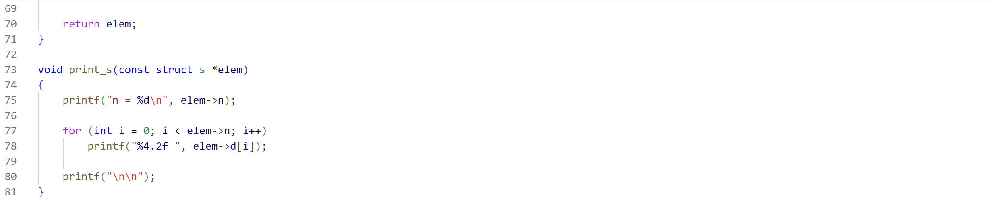 69
70 return elem;
71 }
72
73 void print_s(const struct s *elem)
74 {
75 printf("n = %d\n", elem->n);
76
77 for (int i = 0; i < elem->n; i++)
78 printf("%4.2f ", elem->d[i]);
79
80 printf("\n\n");
81 }